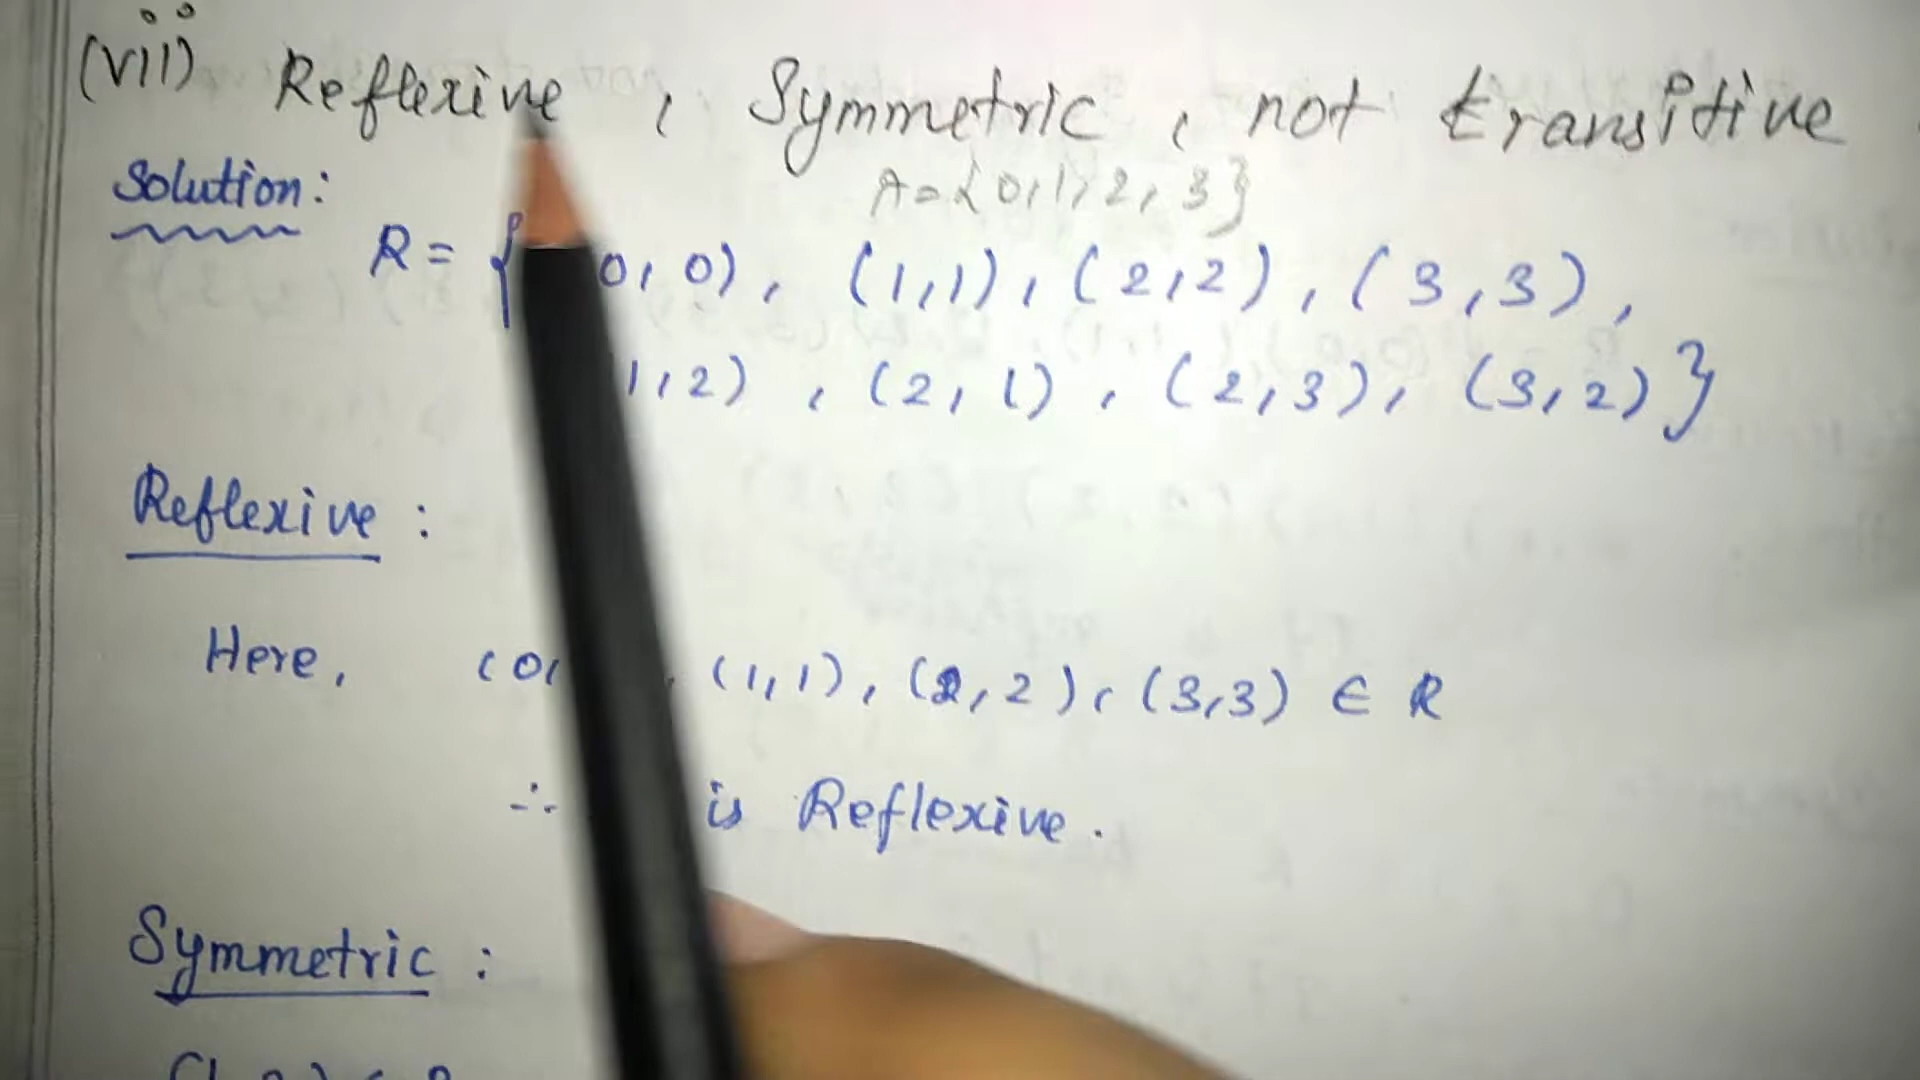 (vii) Reflexive, Symmetric, not transitive
Solution:
A={0,1,2,3}
R= { 0,0), (1,1), (2,2), (3,3),
1,2), (2,1), (2,3), (3,2)}
Reflexive:
Here, (0, , (1,1), (2,2), (3,3) ∈ R
∴ is Reflexive.
Symmetric: